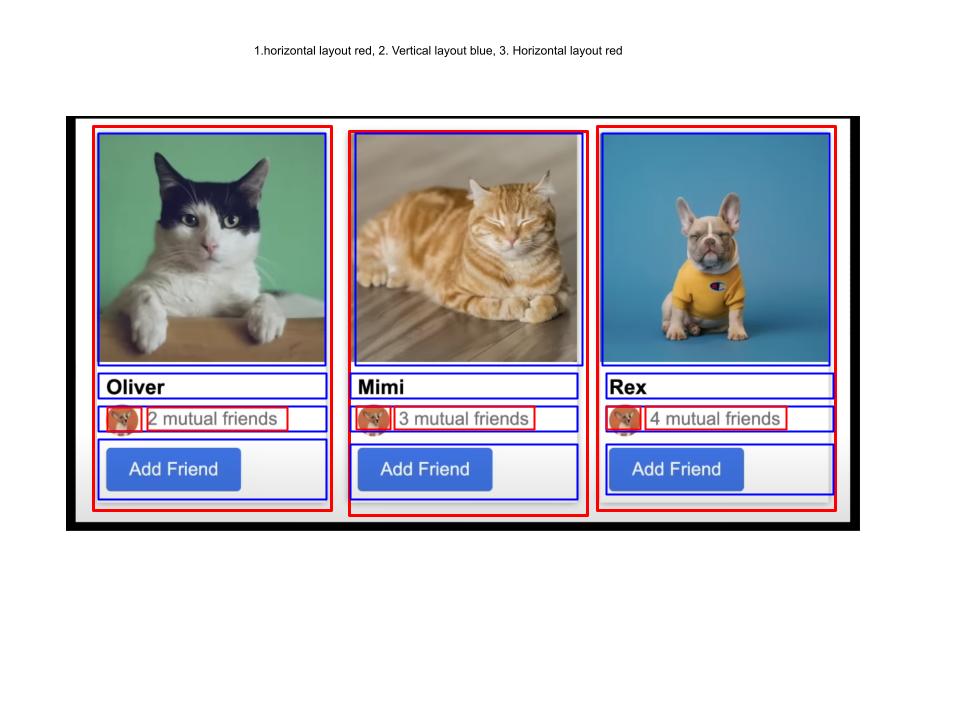 1.horizontal layout red, 2. Vertical layout blue, 3. Horizontal layout red
Oliver
2 mutual friends
Add Friend
Mimi
3 mutual friends
Add Friend
Rex
4 mutual friends
Add Friend